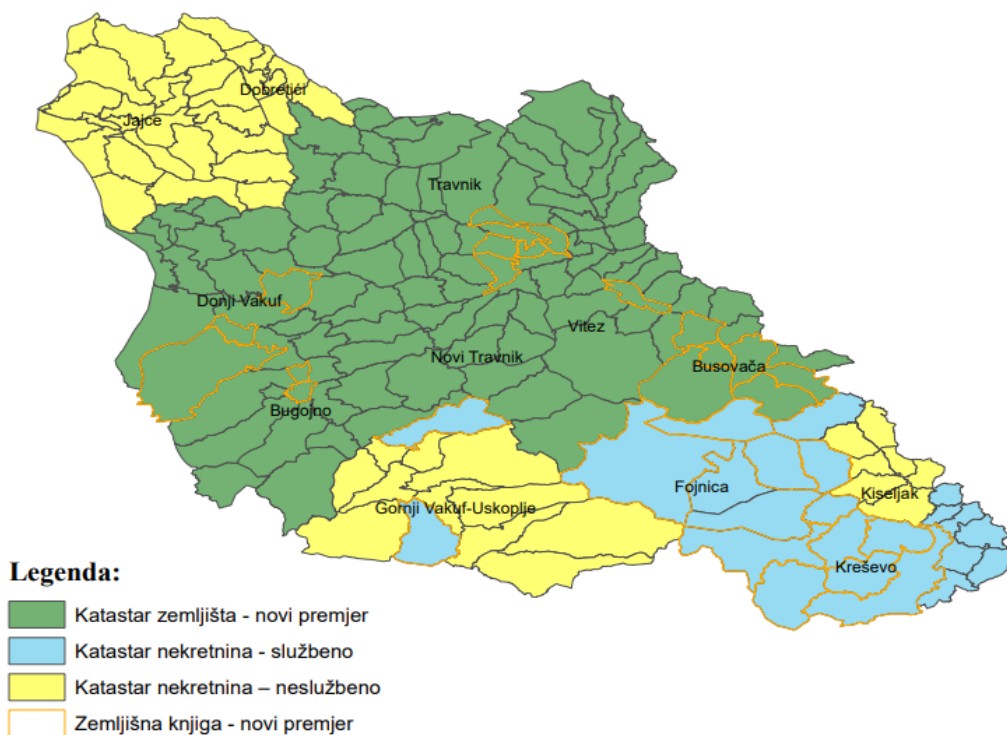 Dobretići
Jajce
Travnik
Donji Vakuf
Vitez
Novi Travnik
Busovača
Bugojno
Fojnica
Kiseljak
Gornji Vakuf-Uskoplje
Kreševo
Legenda:
Katastar zemljišta - novi premjer
Katastar nekretnina - službeno
Katastar nekretnina – neslužbeno
Zemljišna knjiga - novi premjer